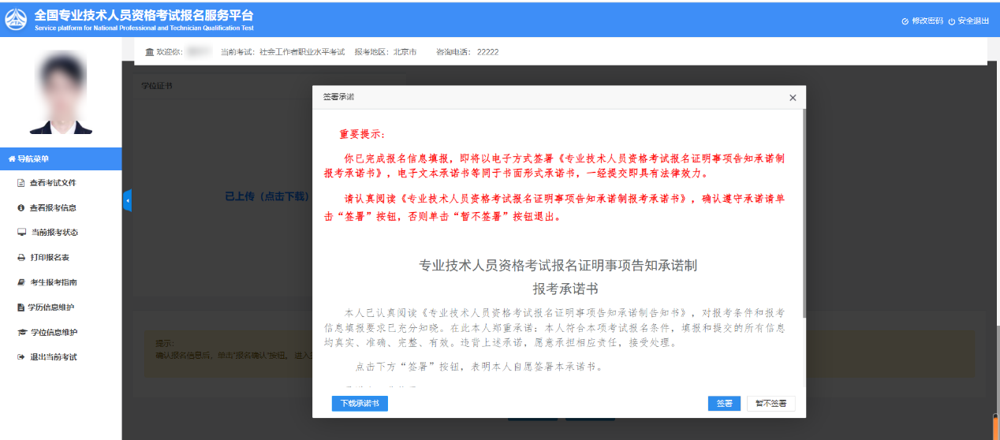 全国专业技术人员资格考试报名服务平台
Service platform for National Professional and Technician Qualification Test
修改密码 安全退出
欢迎你: 当前考试: 社会工作者职业水平考试 报考地区: 北京市 咨询电话: 22222
导航菜单
查看考试文件
查看报考信息
当前报考状态
打印报名表
考生报考指南
学历信息维护
学位信息维护
退出当前考试
学位证书
已上传（点击下载）
提示:
确认报名信息后, 单击"报名确认"按钮, 进入
签署承诺
重要提示:
你已完成报名信息填报，即将以电子方式签署《专业技术人员资格考试报名证明事项告知承诺制
报考承诺书》，电子文本承诺书等同于书面形式承诺书，一经提交即具有法律效力。
请认真阅读《专业技术人员资格考试报名证明事项告知承诺制报考承诺书》，确认遵守承诺请单
击“签署”按钮，否则单击“暂不签署”按钮退出。
专业技术人员资格考试报名证明事项告知承诺制
报考承诺书
本人已认真阅读《专业技术人员资格考试报名证明事项告知承诺制告知书》，对报考条件和报考
信息填报要求已充分知晓。在此本人郑重承诺：本人符合本项考试报名条件，填报和提交的所有信息
均真实、准确、完整、有效。违背上述承诺，愿意承担相应责任，接受处理。
点击下方“签署”按钮，表明本人自愿签署本承诺书。
下载承诺书 签署 暂不签署